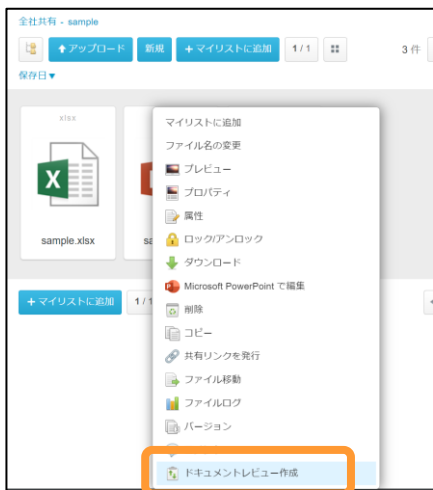 全社共有 - sample
アップロード 新規 + マイリストに追加 1 / 1 3 件
保存日▼
xlsx
sample.xlsx
マイリストに追加
ファイル名の変更
プレビュー
プロパティ
属性
ロック/アンロック
ダウンロード
Microsoft PowerPoint で編集
削除
コピー
共有リンクを発行
ファイル移動
ファイルログ
バージョン
ドキュメントレビュー作成
+ マイリストに追加 1 / 1